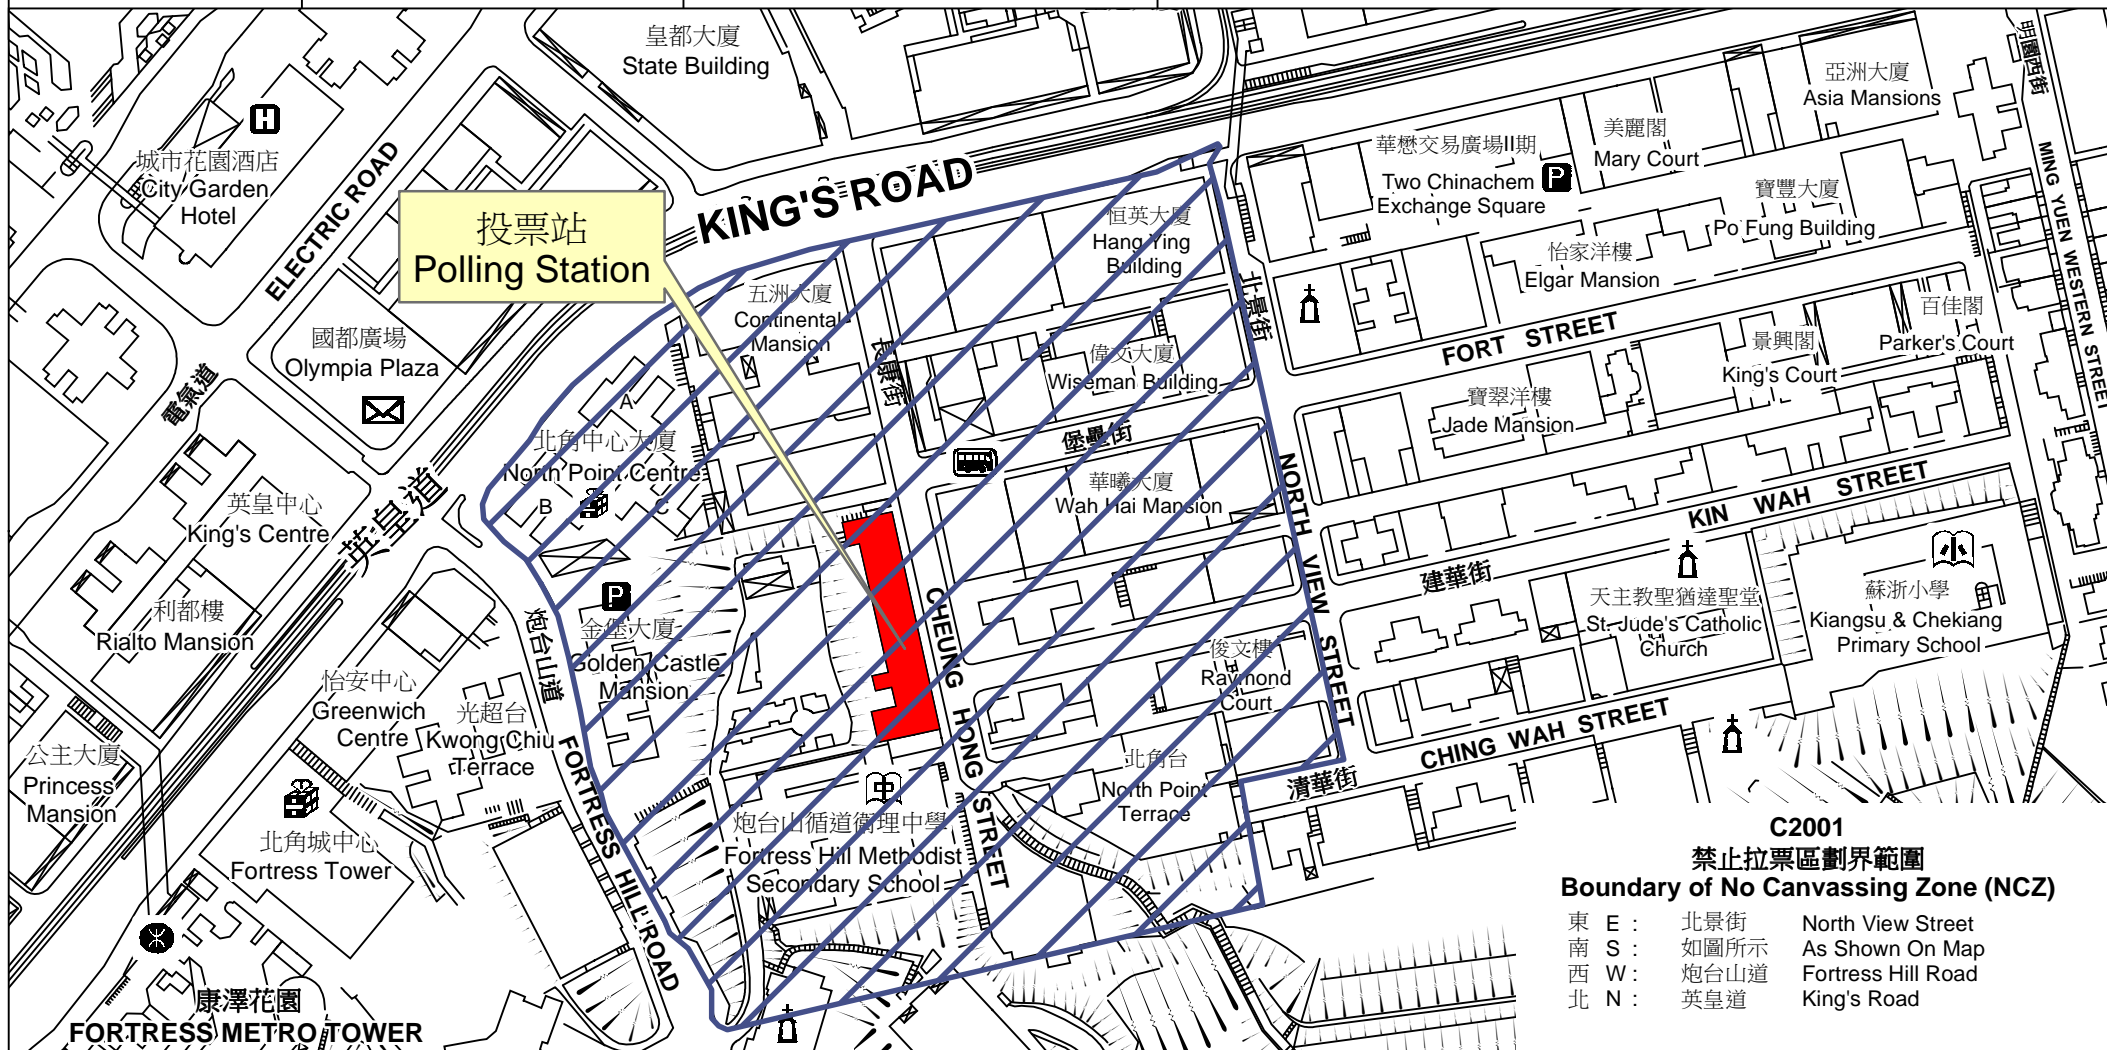 皇都大廈
State Building
城市花園酒店
City Garden
Hotel
ELECTRIC ROAD
電氣道
投票站
Polling Station
KING'S ROAD
英皇道
國都廣場
Olympia Plaza
英皇中心
King's Centre
利都樓
Rialto Mansion
怡安中心
Greenwich
Centre
光超台
Kwong Chiu
Terrace
公主大廈
Princess
Mansion
北角城中心
Fortress Tower
康澤花園
FORTRESS METRO TOWER
炮台山道
FORTRESS HILL ROAD
五洲大廈
Continental
Mansion
A
北角中心大廈
North Point Centre
B
C
P
金堡大廈
Golden Castle
Mansion
長康街
CHEUNG HONG STREET
恒英大廈
Hang Ying
Building
偉文大廈
Wiseman Building
堡壘街
華曦大廈
Wah Hai Mansion
俊文樓
Raymond
Court
北角台
North Point
Terrace
中
炮台山循道衞理中學
Fortress Hill Methodist
Secondary School
北景街
NORTH VIEW STREET
華懋交易廣場II期
Two Chinachem
Exchange Square
P
美麗閣
Mary Court
亞洲大廈
Asia Mansions
寶豐大廈
Po Fung Building
怡家洋樓
Elgar Mansion
明園西街
MING YUEN WESTERN STREET
FORT STREET
百佳閣
Parker's Court
景興閣
King's Court
寶翠洋樓
Jade Mansion
KIN WAH STREET
建華街
天主教聖猶達聖堂
St. Jude's Catholic
Church
小
蘇浙小學
Kiangsu & Chekiang
Primary School
CHING WAH STREET
清華街
H
C2001
禁止拉票區劃界範圍
Boundary of No Canvassing Zone (NCZ)
東 E : 北景街 North View Street
南 S : 如圖所示 As Shown On Map
西 W : 炮台山道 Fortress Hill Road
北 N : 英皇道 King's Road